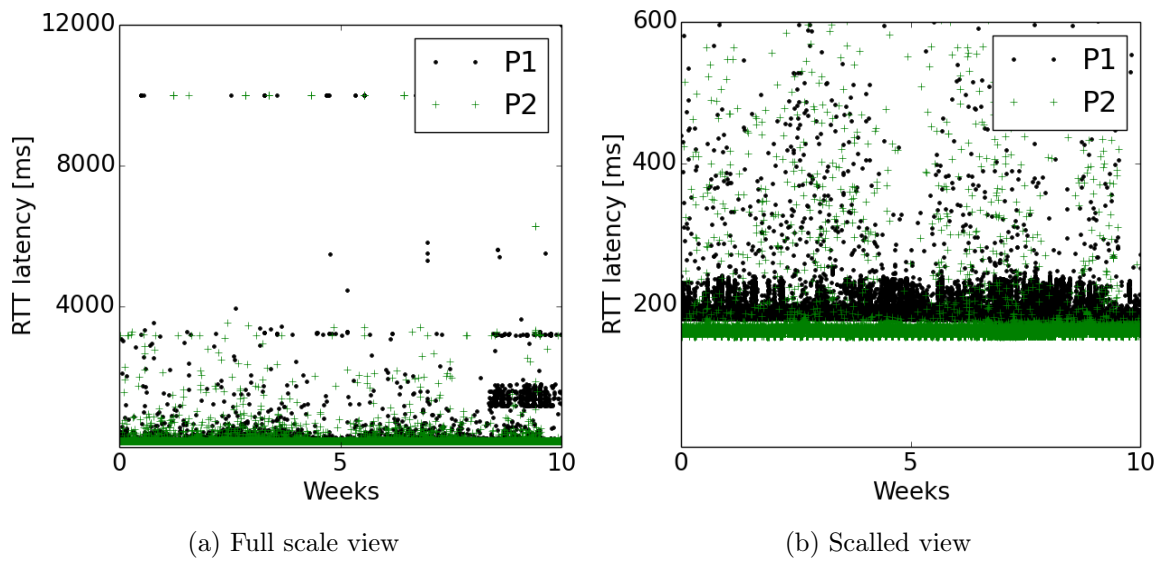 12000
8000
4000
RTT latency [ms]
P1
P2
0
5
10
Weeks
(a) Full scale view
600
400
200
RTT latency [ms]
P1
P2
0
5
10
Weeks
(b) Scalled view